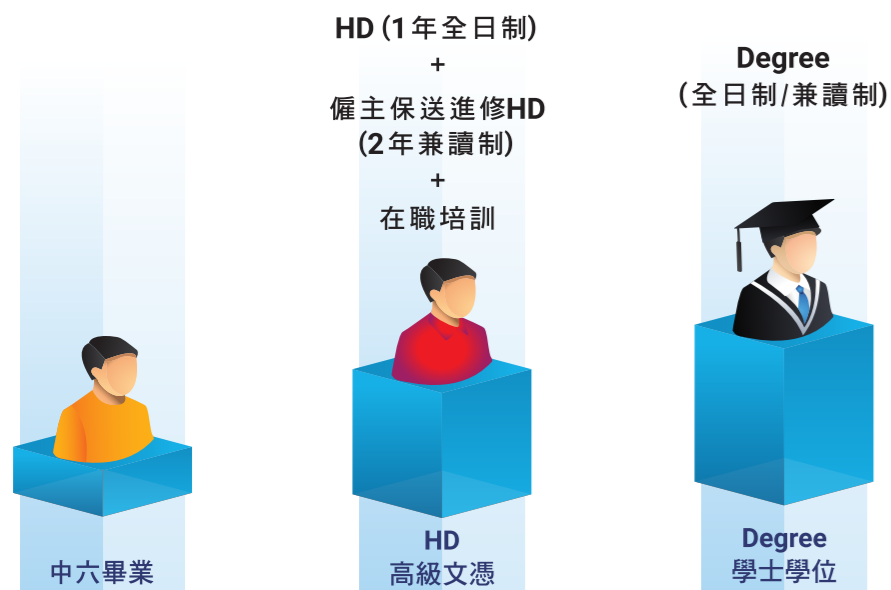 HD (1年全日制)
+
僱主保送進修HD
(2年兼讀制)
+
在職培訓
Degree
(全日制/兼讀制)
中六畢業
HD
高級文憑
Degree
學士學位